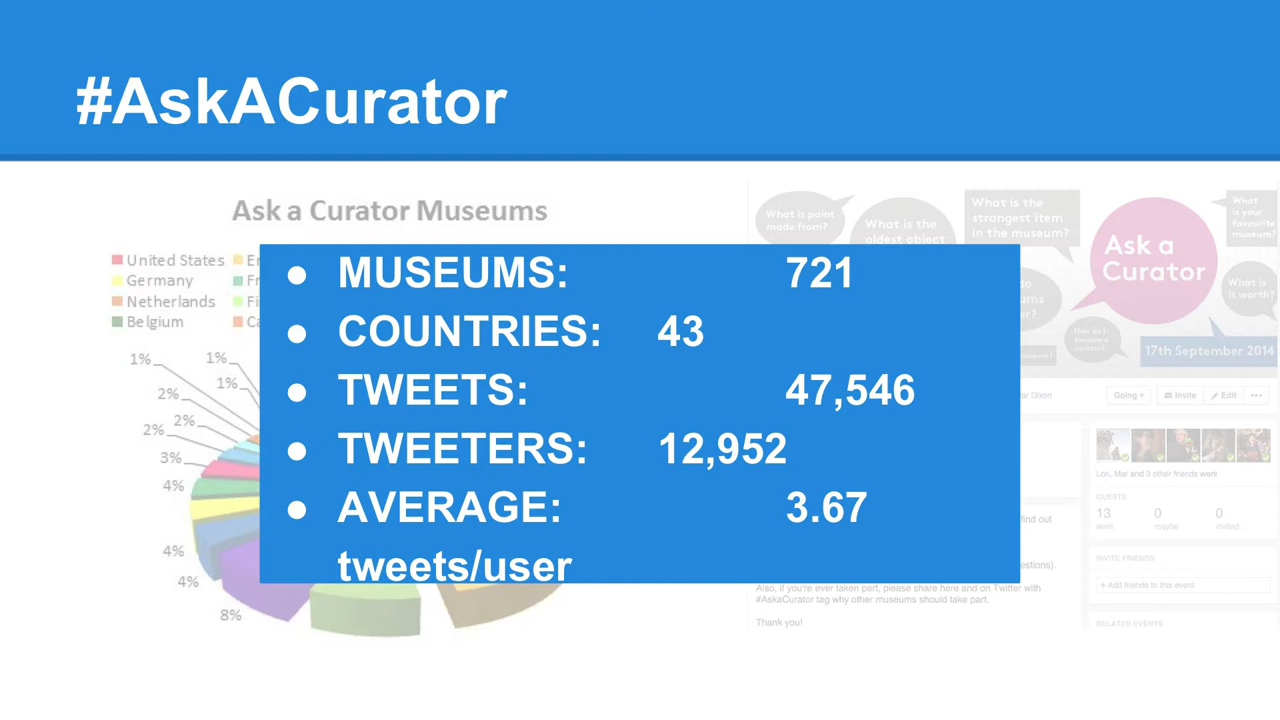 #AskACurator
Ask a Curator Museums
United States
Germany
Netherlands
Belgium
1%
1%
1%
2%
2%
2%
3%
4%
4%
4%
8%
● MUSEUMS: 721
● COUNTRIES: 43
● TWEETS: 47,546
● TWEETERS: 12,952
● AVERAGE: 3.67
tweets/user
What is paint
made from?
What is the
oldest object
What is the
strangest item
in the museum?
Ask a
Curator
What
is your
favourite
museum?
What is
it worth?
How do I
become a
curator?
17th September 2014
Dixon
Going
Invite
Edit
Lori, Mar and 3 other friends went
GUESTS
13 0 0
went maybe invited
find out
INVITE FRIENDS
+ Add friends to this event
RELATED EVENTS
Also, if you're ever taken part, please share here and on Twitter with
#AskaCurator tag why other museums should take part.
Thank you!